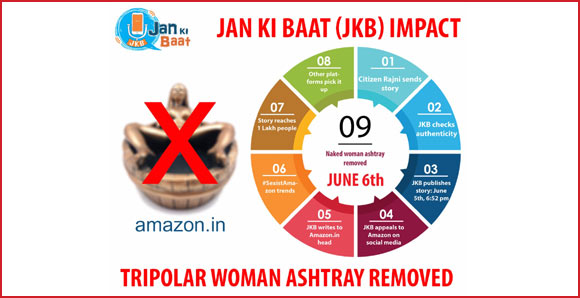 Jan KI
Baat
JKB
JAN KI BAAT (JKB) IMPACT
X
amazon.in
01
Citizen Rajni sends
story
02
JKB checks
authenticity
03
JKB publishes
story: June
5th, 6:52 pm
04
JKB appeals to
Amazon on
social media
05
JKB writes to
Amazon.in
head
06
#SexistAma-
zon trends
07
Story reaches
1 Lakh people
08
Other plat-
forms pick it
up
09
Naked woman ashtray
removed
JUNE 6th
TRIPOLAR WOMAN ASHTRAY REMOVED